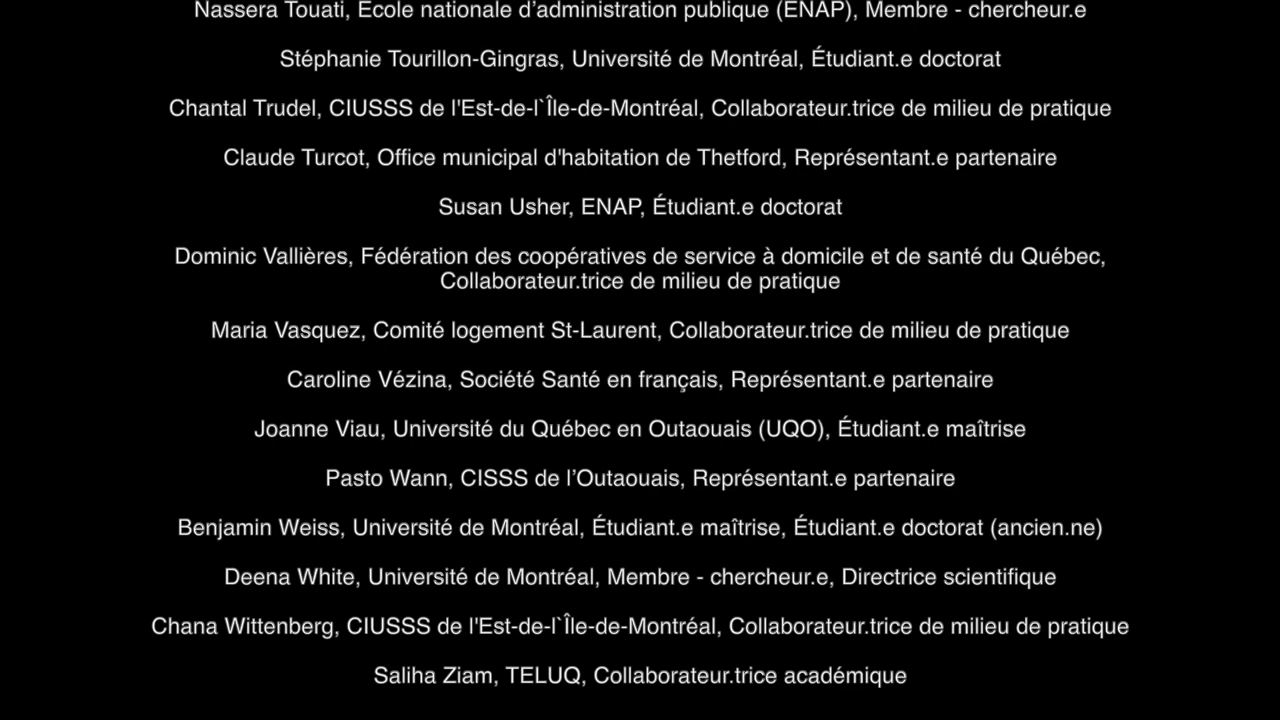 Nassera Touati, École nationale d’administration publique (ENAP), Membre - chercheur.e
Stéphanie Tourillon-Gingras, Université de Montréal, Étudiant.e doctorat
Chantal Trudel, CIUSSS de l'Est-de-l`Île-de-Montréal, Collaborateur.trice de milieu de pratique
Claude Turcot, Office municipal d'habitation de Thetford, Représentant.e partenaire
Susan Usher, ENAP, Étudiant.e doctorat
Dominic Vallières, Fédération des coopératives de service à domicile et de santé du Québec,
Collaborateur.trice de milieu de pratique
Maria Vasquez, Comité logement St-Laurent, Collaborateur.trice de milieu de pratique
Caroline Vézina, Société Santé en français, Représentant.e partenaire
Joanne Viau, Université du Québec en Outaouais (UQO), Étudiant.e maîtrise
Pasto Wann, CISSS de l’Outaouais, Représentant.e partenaire
Benjamin Weiss, Université de Montréal, Étudiant.e maîtrise, Étudiant.e doctorat (ancien.ne)
Deena White, Université de Montréal, Membre - chercheur.e, Directrice scientifique
Chana Wittenberg, CIUSSS de l'Est-de-l`Île-de-Montréal, Collaborateur.trice de milieu de pratique
Saliha Ziam, TELUQ, Collaborateur.trice académique